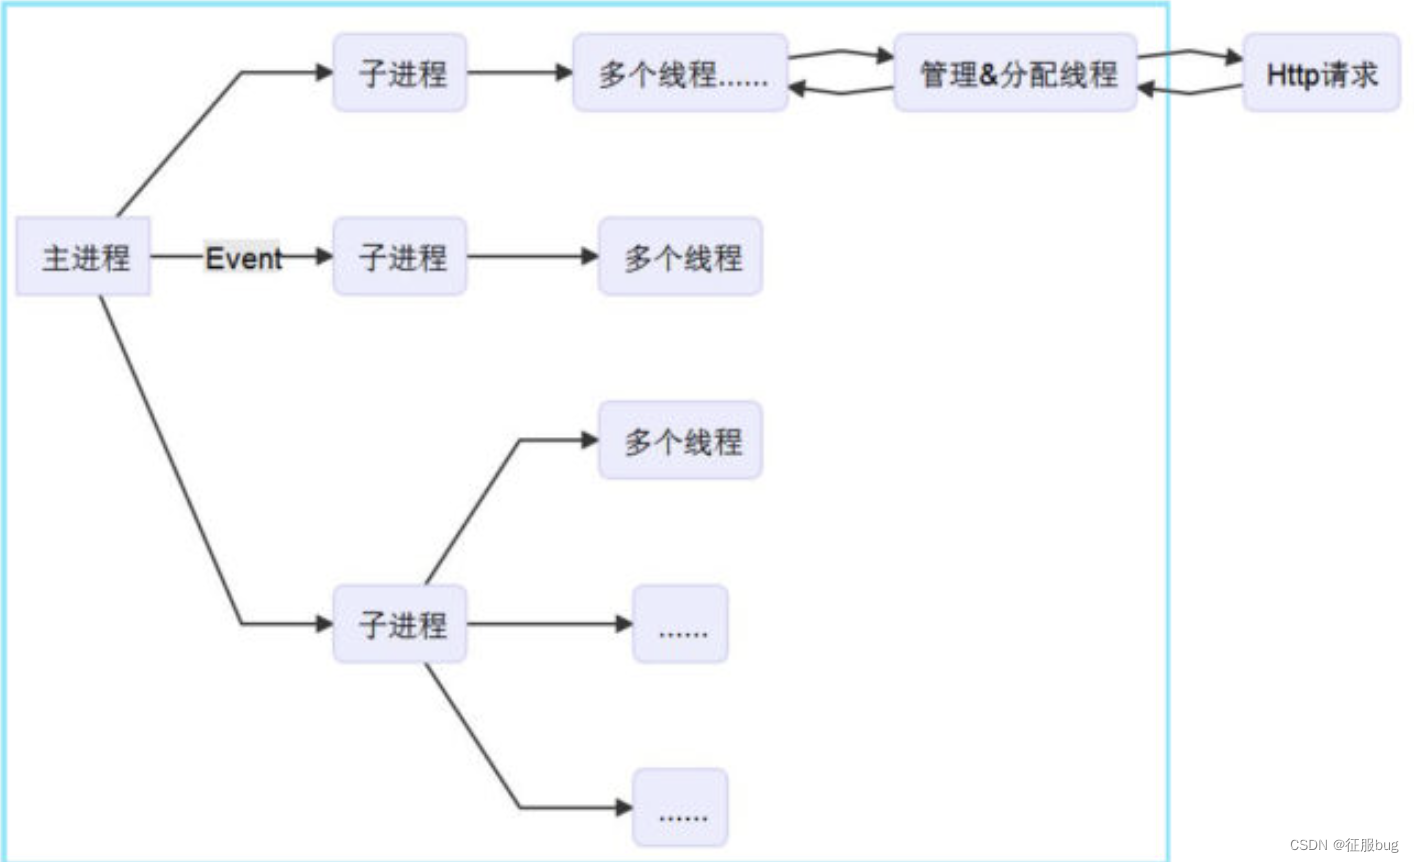 子进程
多个线程......
管理&分配线程
Http请求
主进程
Event
子进程
多个线程
多个线程
子进程
......
......
CSDN @征服bug